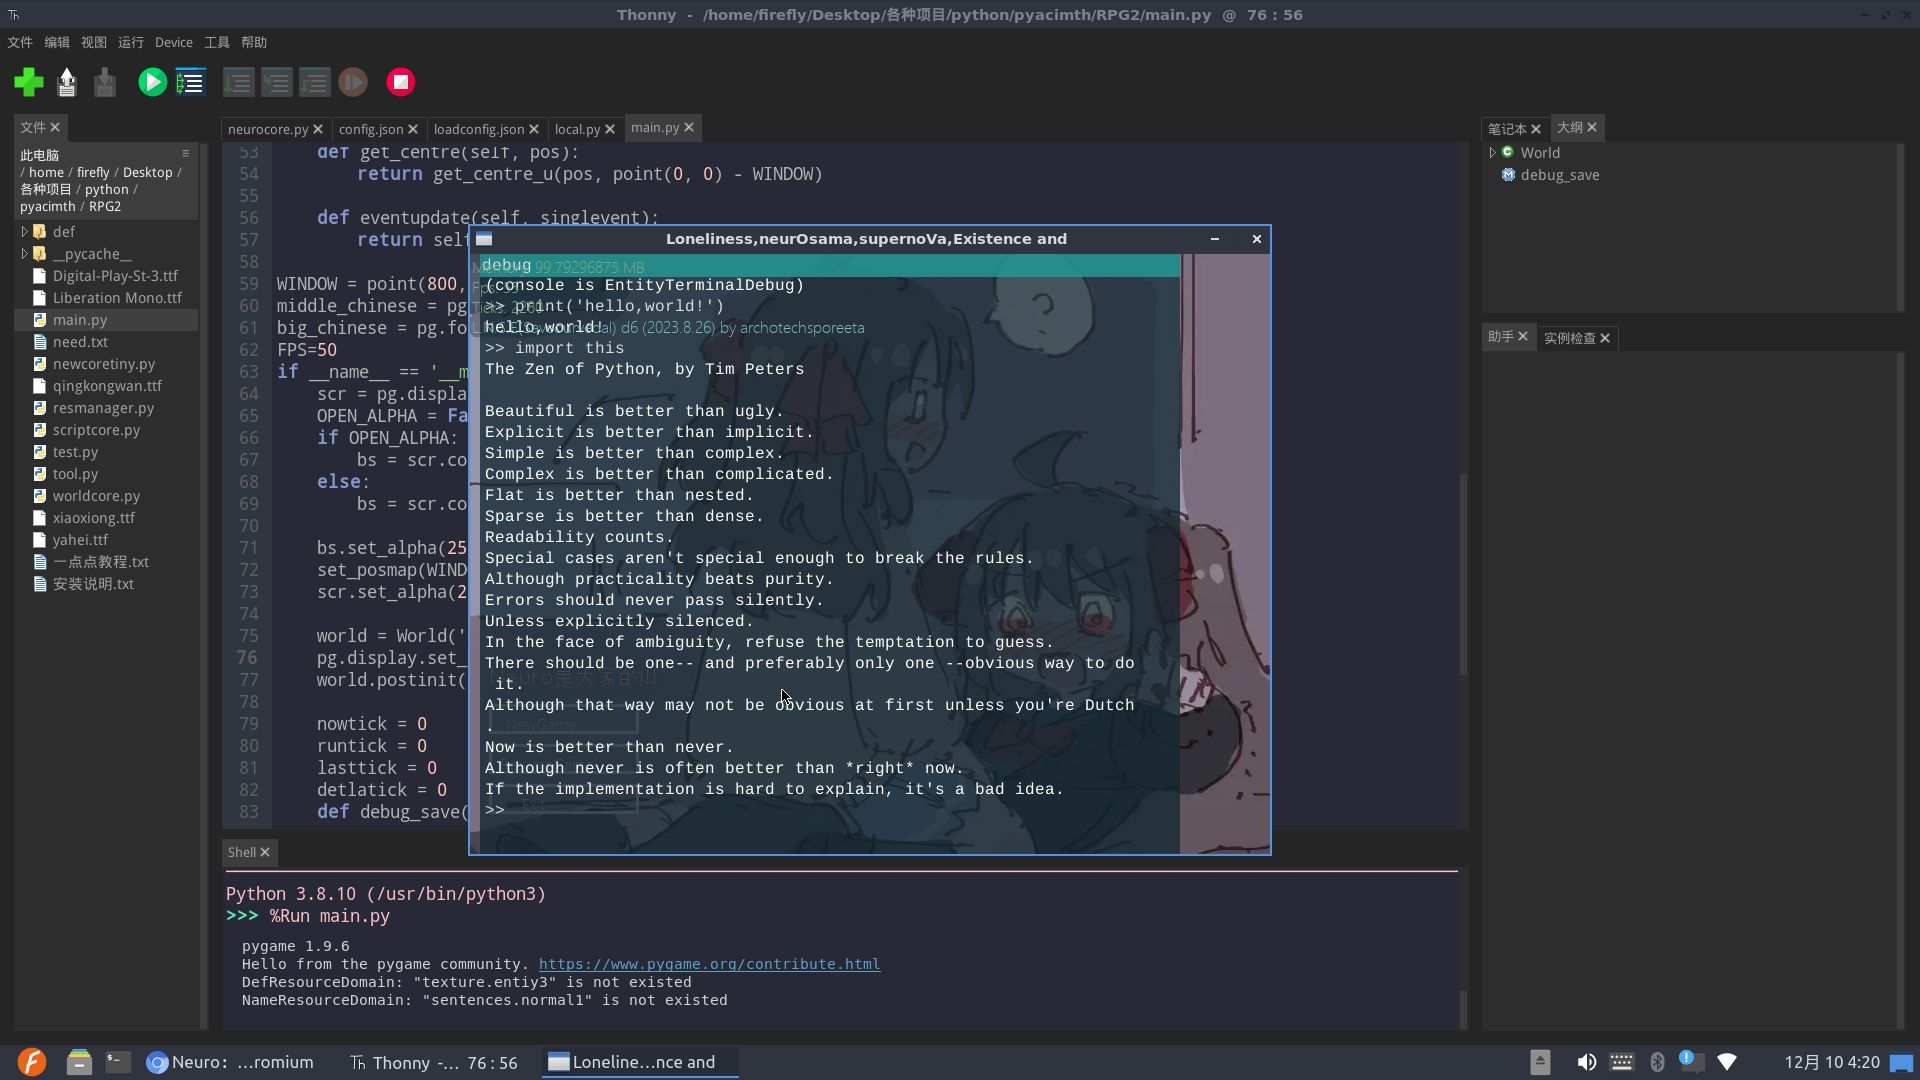 Thonny - /home/firefly/Desktop/各种项目/python/pyacimth/RPG2/main.py @ 76 : 56
文件 编辑 视图 运行 Device 工具 帮助
文件
此电脑
/ home / firefly / Desktop /
各种项目 / python /
pyacimth / RPG2
def
__pycache__
Digital-Play-St-3.ttf
Liberation Mono.ttf
main.py
need.txt
newcoretiny.py
qingkongwan.ttf
resmanager.py
scriptcore.py
test.py
tool.py
worldcore.py
xiaoxiong.ttf
yahei.ttf
一点点教程.txt
安装说明.txt
neurocore.py config.json loadconfig.json local.py main.py
53 def get_centre(self, pos):
54 return get_centre_u(pos, point(0, 0) - WINDOW)
55
56 def eventupdate(self, singlevent):
57 return self
58
59 WINDOW = point(800,
60 middle_chinese = pg
61 big_chinese = pg.fo
62 FPS=50
63 if __name__ == '__m
64 scr = pg.displa
65 OPEN_ALPHA = Fa
66 if OPEN_ALPHA:
67 bs = scr.co
68 else:
69 bs = scr.co
70
71 bs.set_alpha(25
72 set_posmap(WIND
73 scr.set_alpha(2
74
75 world = World('
76 pg.display.set_
77 world.postinit(
78
79 nowtick = 0
80 runtick = 0
81 lasttick = 0
82 detlatick = 0
83 def debug_save(
Loneliness,neurOsama,supernoVa,Existence and
debug
99.79296875 MB
(console is EntityTerminalDebug)
>> print('hello,world!')
hello,world!
d6 (2023.8.26) by archotechsporeeta
>> import this
The Zen of Python, by Tim Peters
Beautiful is better than ugly.
Explicit is better than implicit.
Simple is better than complex.
Complex is better than complicated.
Flat is better than nested.
Sparse is better than dense.
Readability counts.
Special cases aren't special enough to break the rules.
Although practicality beats purity.
Errors should never pass silently.
Unless explicitly silenced.
In the face of ambiguity, refuse the temptation to guess.
There should be one-- and preferably only one --obvious way to do
it.
Neuro是大家的!!
Although that way may not be obvious at first unless you're Dutch
.
NewGame
Now is better than never.
Although never is often better than *right* now.
If the implementation is hard to explain, it's a bad idea.
Exit
>>
笔记本 大纲
World
debug_save
助手 实例检查
Shell
Python 3.8.10 (/usr/bin/python3)
>>> %Run main.py
pygame 1.9.6
Hello from the pygame community. https://www.pygame.org/contribute.html
DefResourceDomain: "texture.entiy3" is not existed
NameResourceDomain: "sentences.normal1" is not existed
Neuro: ...romium Thonny -... 76 : 56 Loneline...nce and 12月 10 4:20